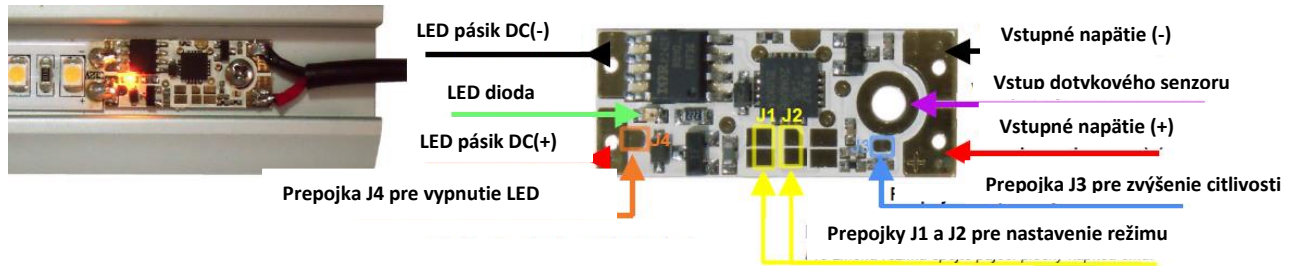 LED pásik DC(-)
LED dioda
LED pásik DC(+)
Prepojka J4 pre vypnutie LED
J1 J2
J4
J3
Vstupné napätie (-)
Vstup dotykového senzoru
Vstupné napätie (+)
Prepojka J3 pre zvýšenie citlivosti
Prepojky J1 a J2 pre nastavenie režimu